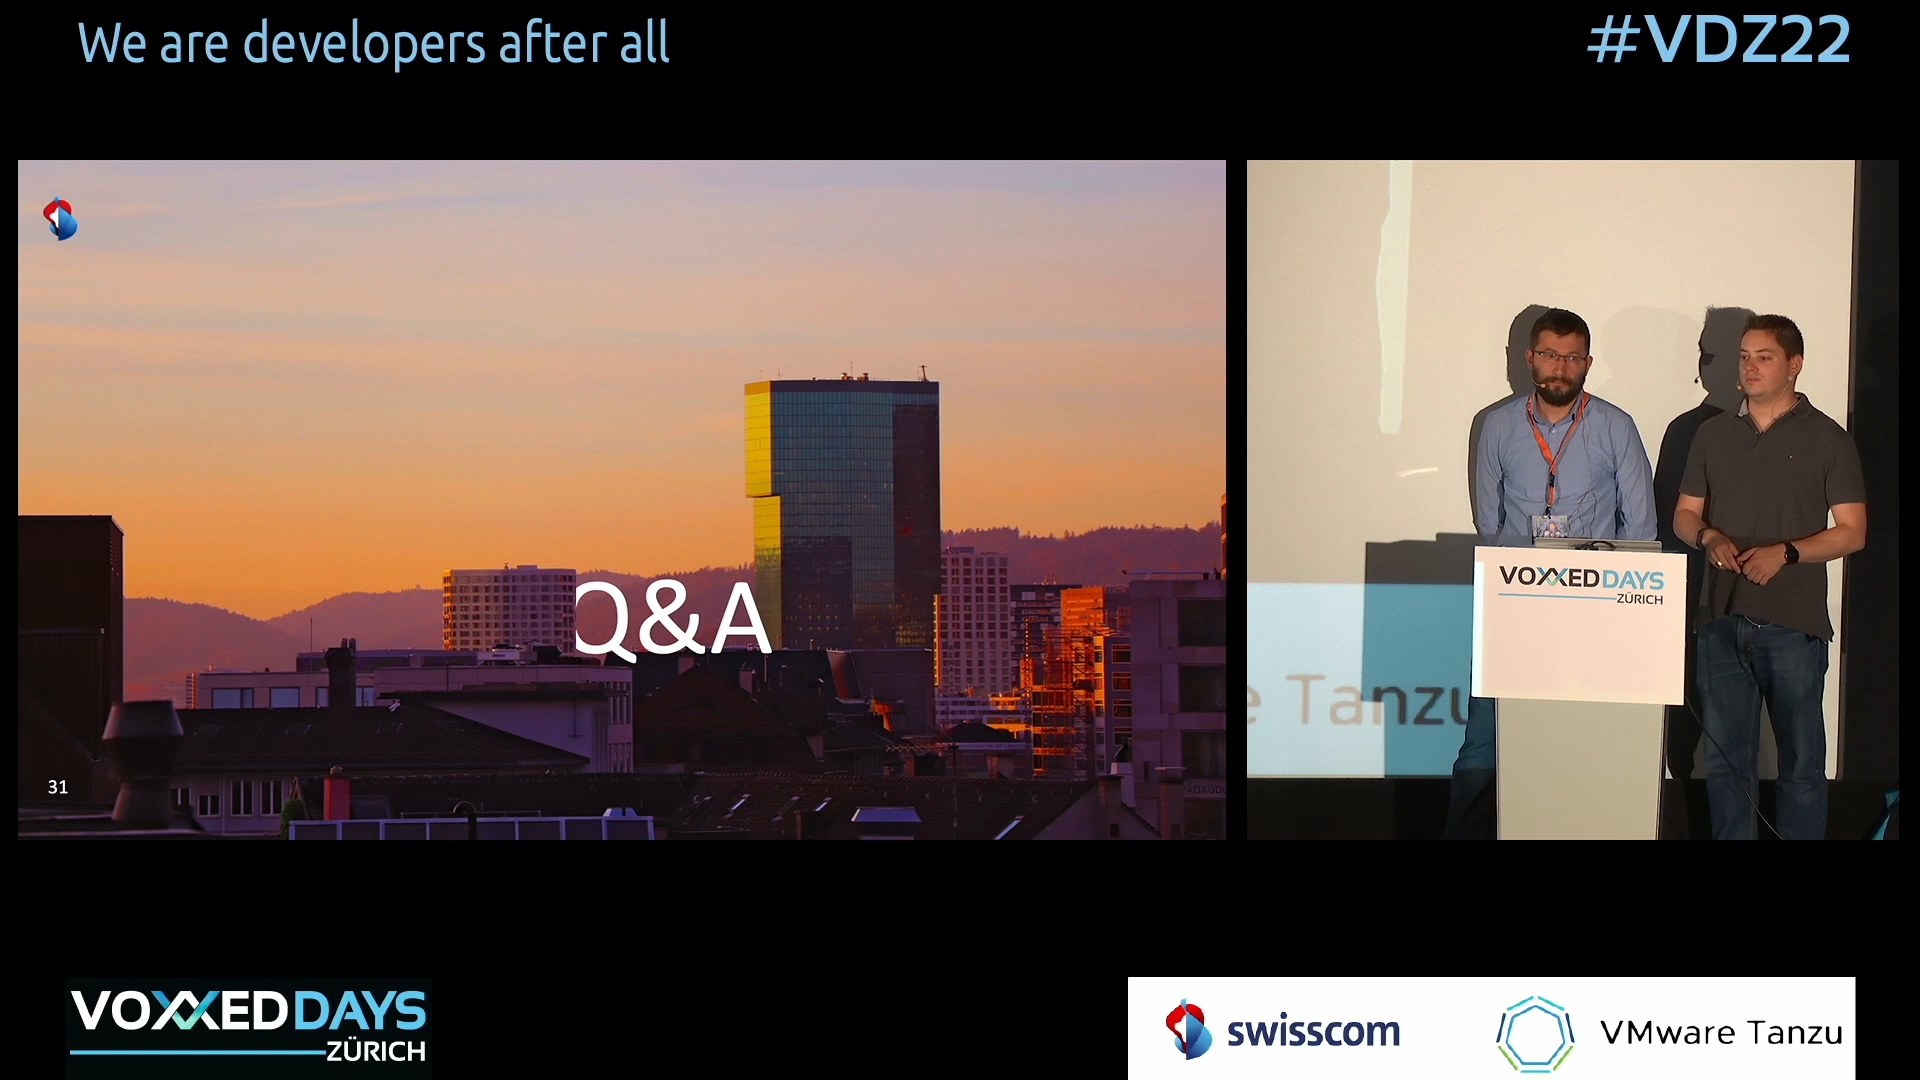 We are developers after all
#VDZ22
Q&A
31
VOXXED DAYS
ZÜRICH
e Tanzu
VOXXED DAYS
ZÜRICH
swisscom
VMware Tanzu